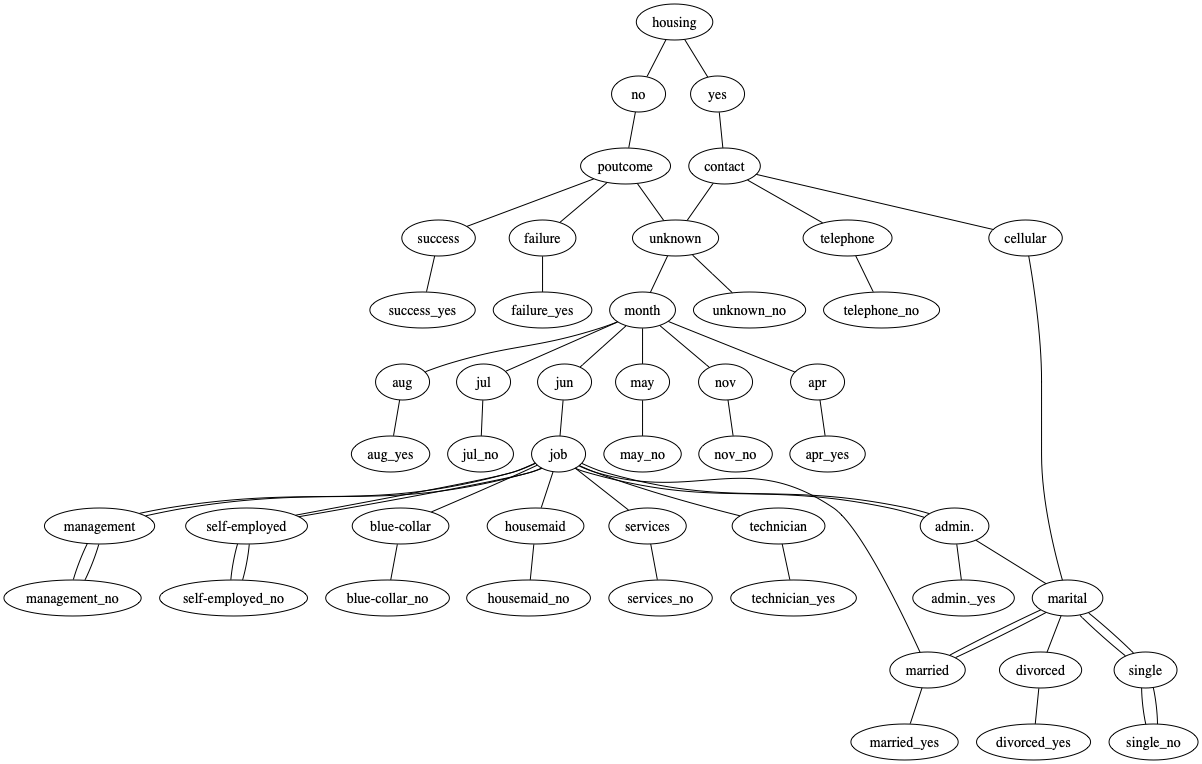 housing
no
yes
poutcome
contact
success
failure
unknown
telephone
cellular
success_yes
failure_yes
month
unknown_no
telephone_no
aug
jul
jun
may
nov
apr
aug_yes
jul_no
job
may_no
nov_no
apr_yes
management
self-employed
blue-collar
housemaid
services
technician
admin.
management_no
self-employed_no
blue-collar_no
housemaid_no
services_no
technician_yes
admin._yes
marital
married
divorced
single
married_yes
divorced_yes
single_no